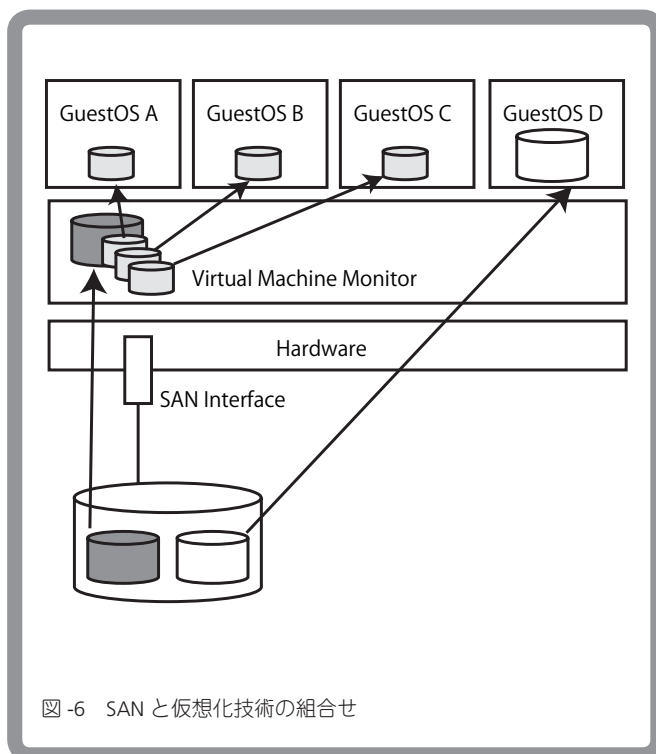 GuestOS A
GuestOS B
GuestOS C
GuestOS D
Virtual Machine Monitor
Hardware
SAN Interface
図 -6 SAN と仮想化技術の組合せ